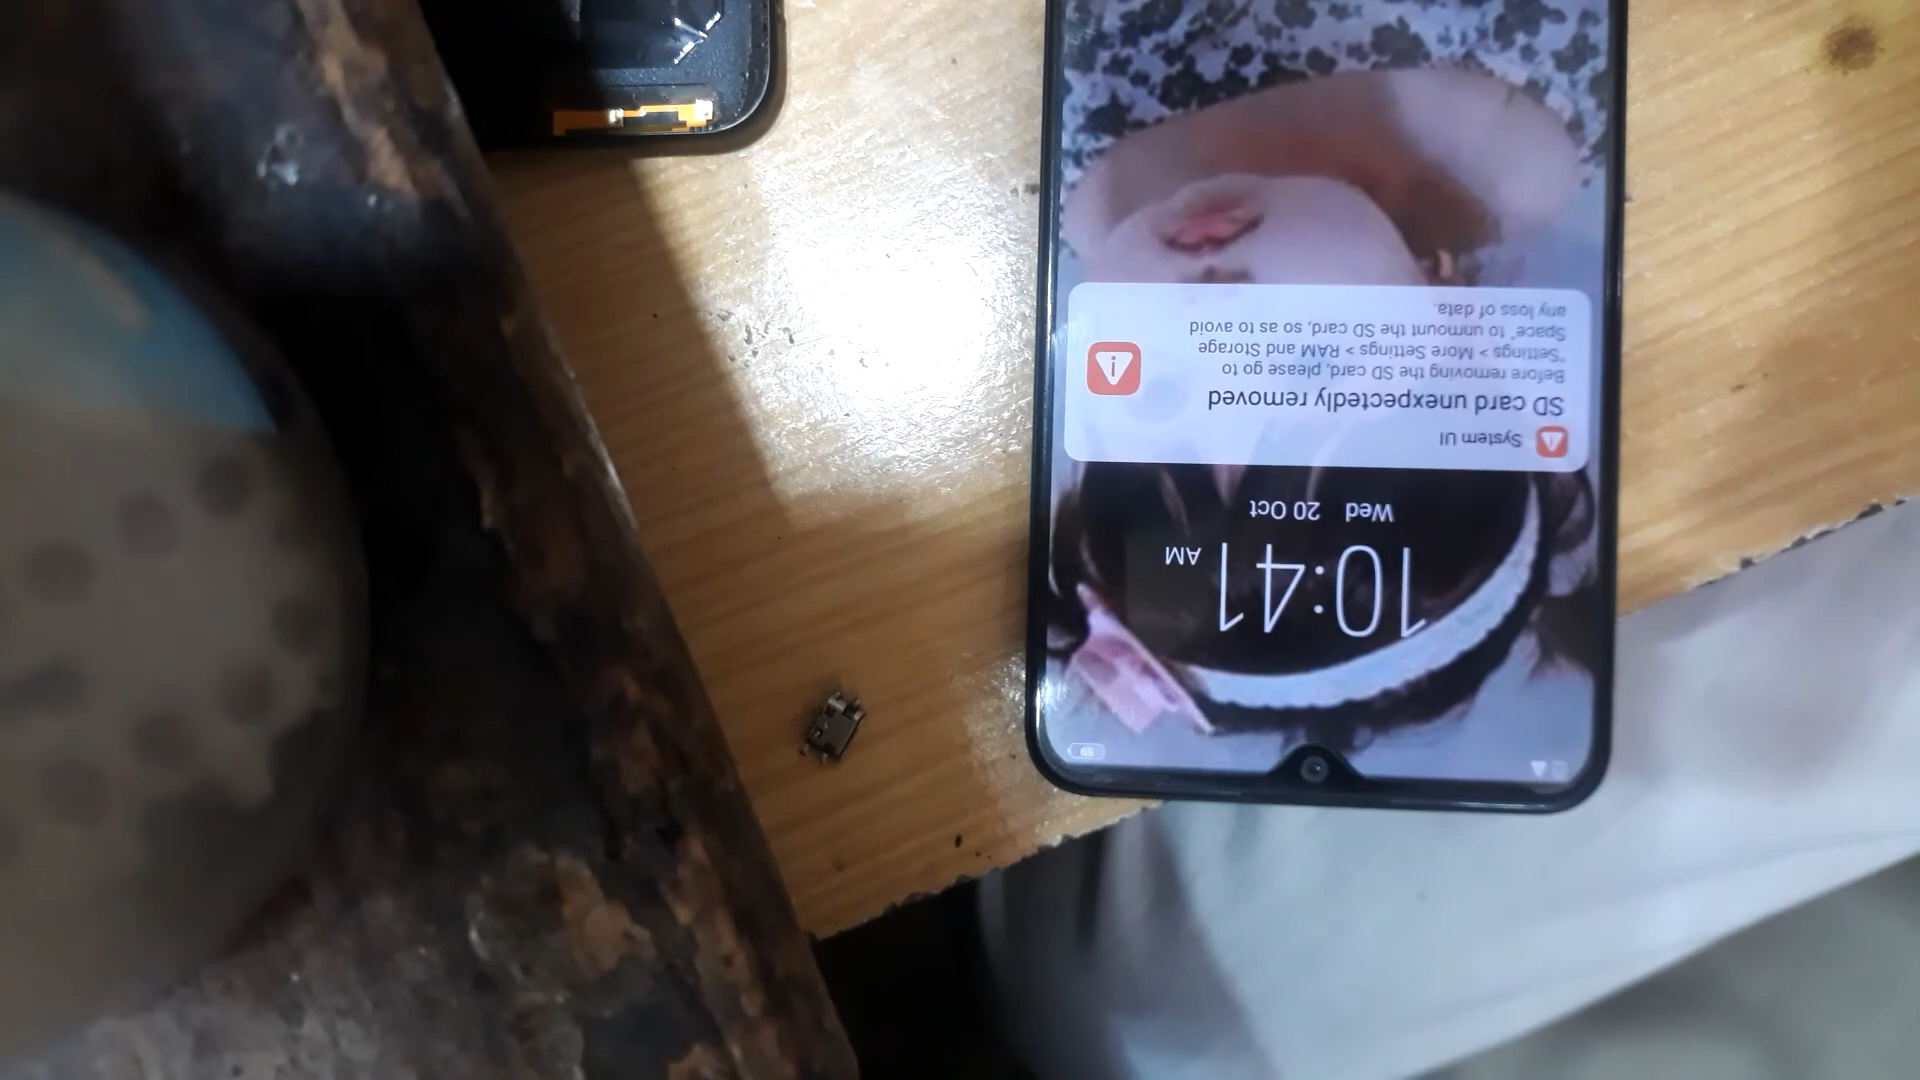 59
10:41 AM
Wed 20 Oct
System UI
SD card unexpectedly removed
Before removing the SD card, please go to
"Settings > More Settings > RAM and Storage
Space" to unmount the SD card, so as to avoid
any loss of data.